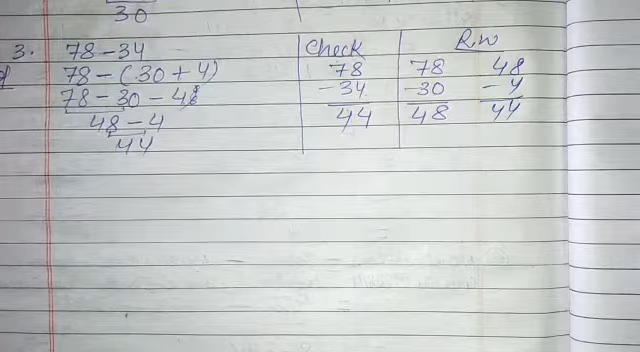 30
3. 78 - 34 Check R.w
78 - (30 + 4) 78 78 48
78 - 30 - 4 - 34 - 30 - 4
48 - 4 44 48 44
44